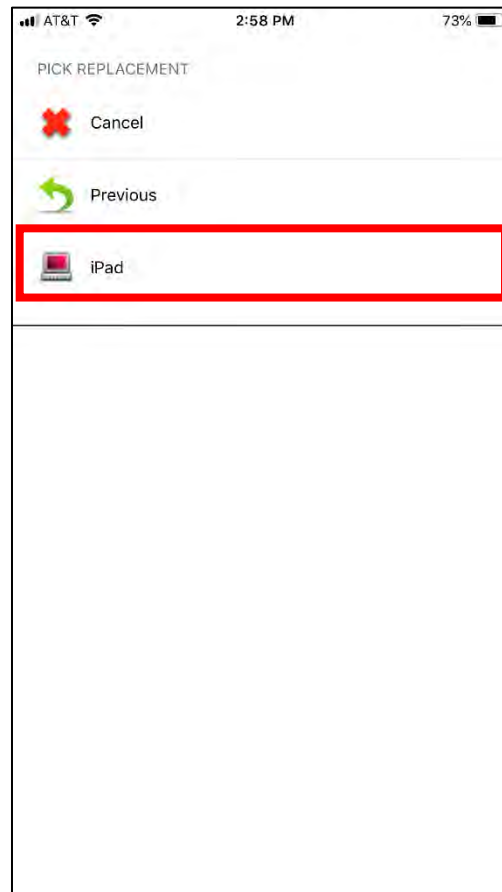 AT&T 2:58 PM 73%
PICK REPLACEMENT
Cancel
Previous
iPad